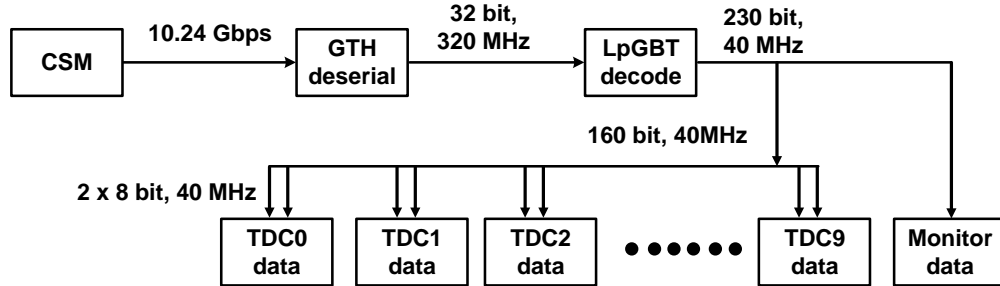 CSM
10.24 Gbps
GTH
deserial
32 bit,
320 MHz
LpGBT
decode
230 bit,
40 MHz
160 bit, 40MHz
2 x 8 bit, 40 MHz
TDC0
data
TDC1
data
TDC2
data
TDC9
data
Monitor
data